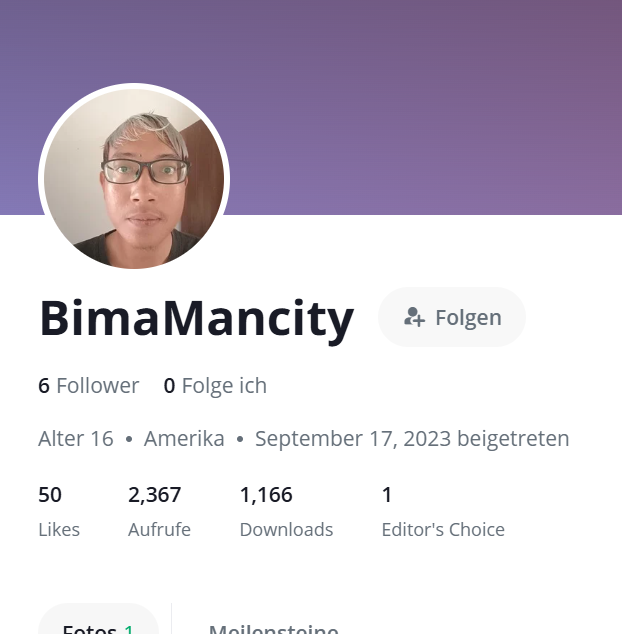 BimaMancity
Folgen
6 Follower 0 Folge ich
Alter 16 • Amerika • September 17, 2023 beigetreten
50 2,367 1,166 1
Likes Aufrufe Downloads Editor's Choice
Fotos 1 Meilensteine